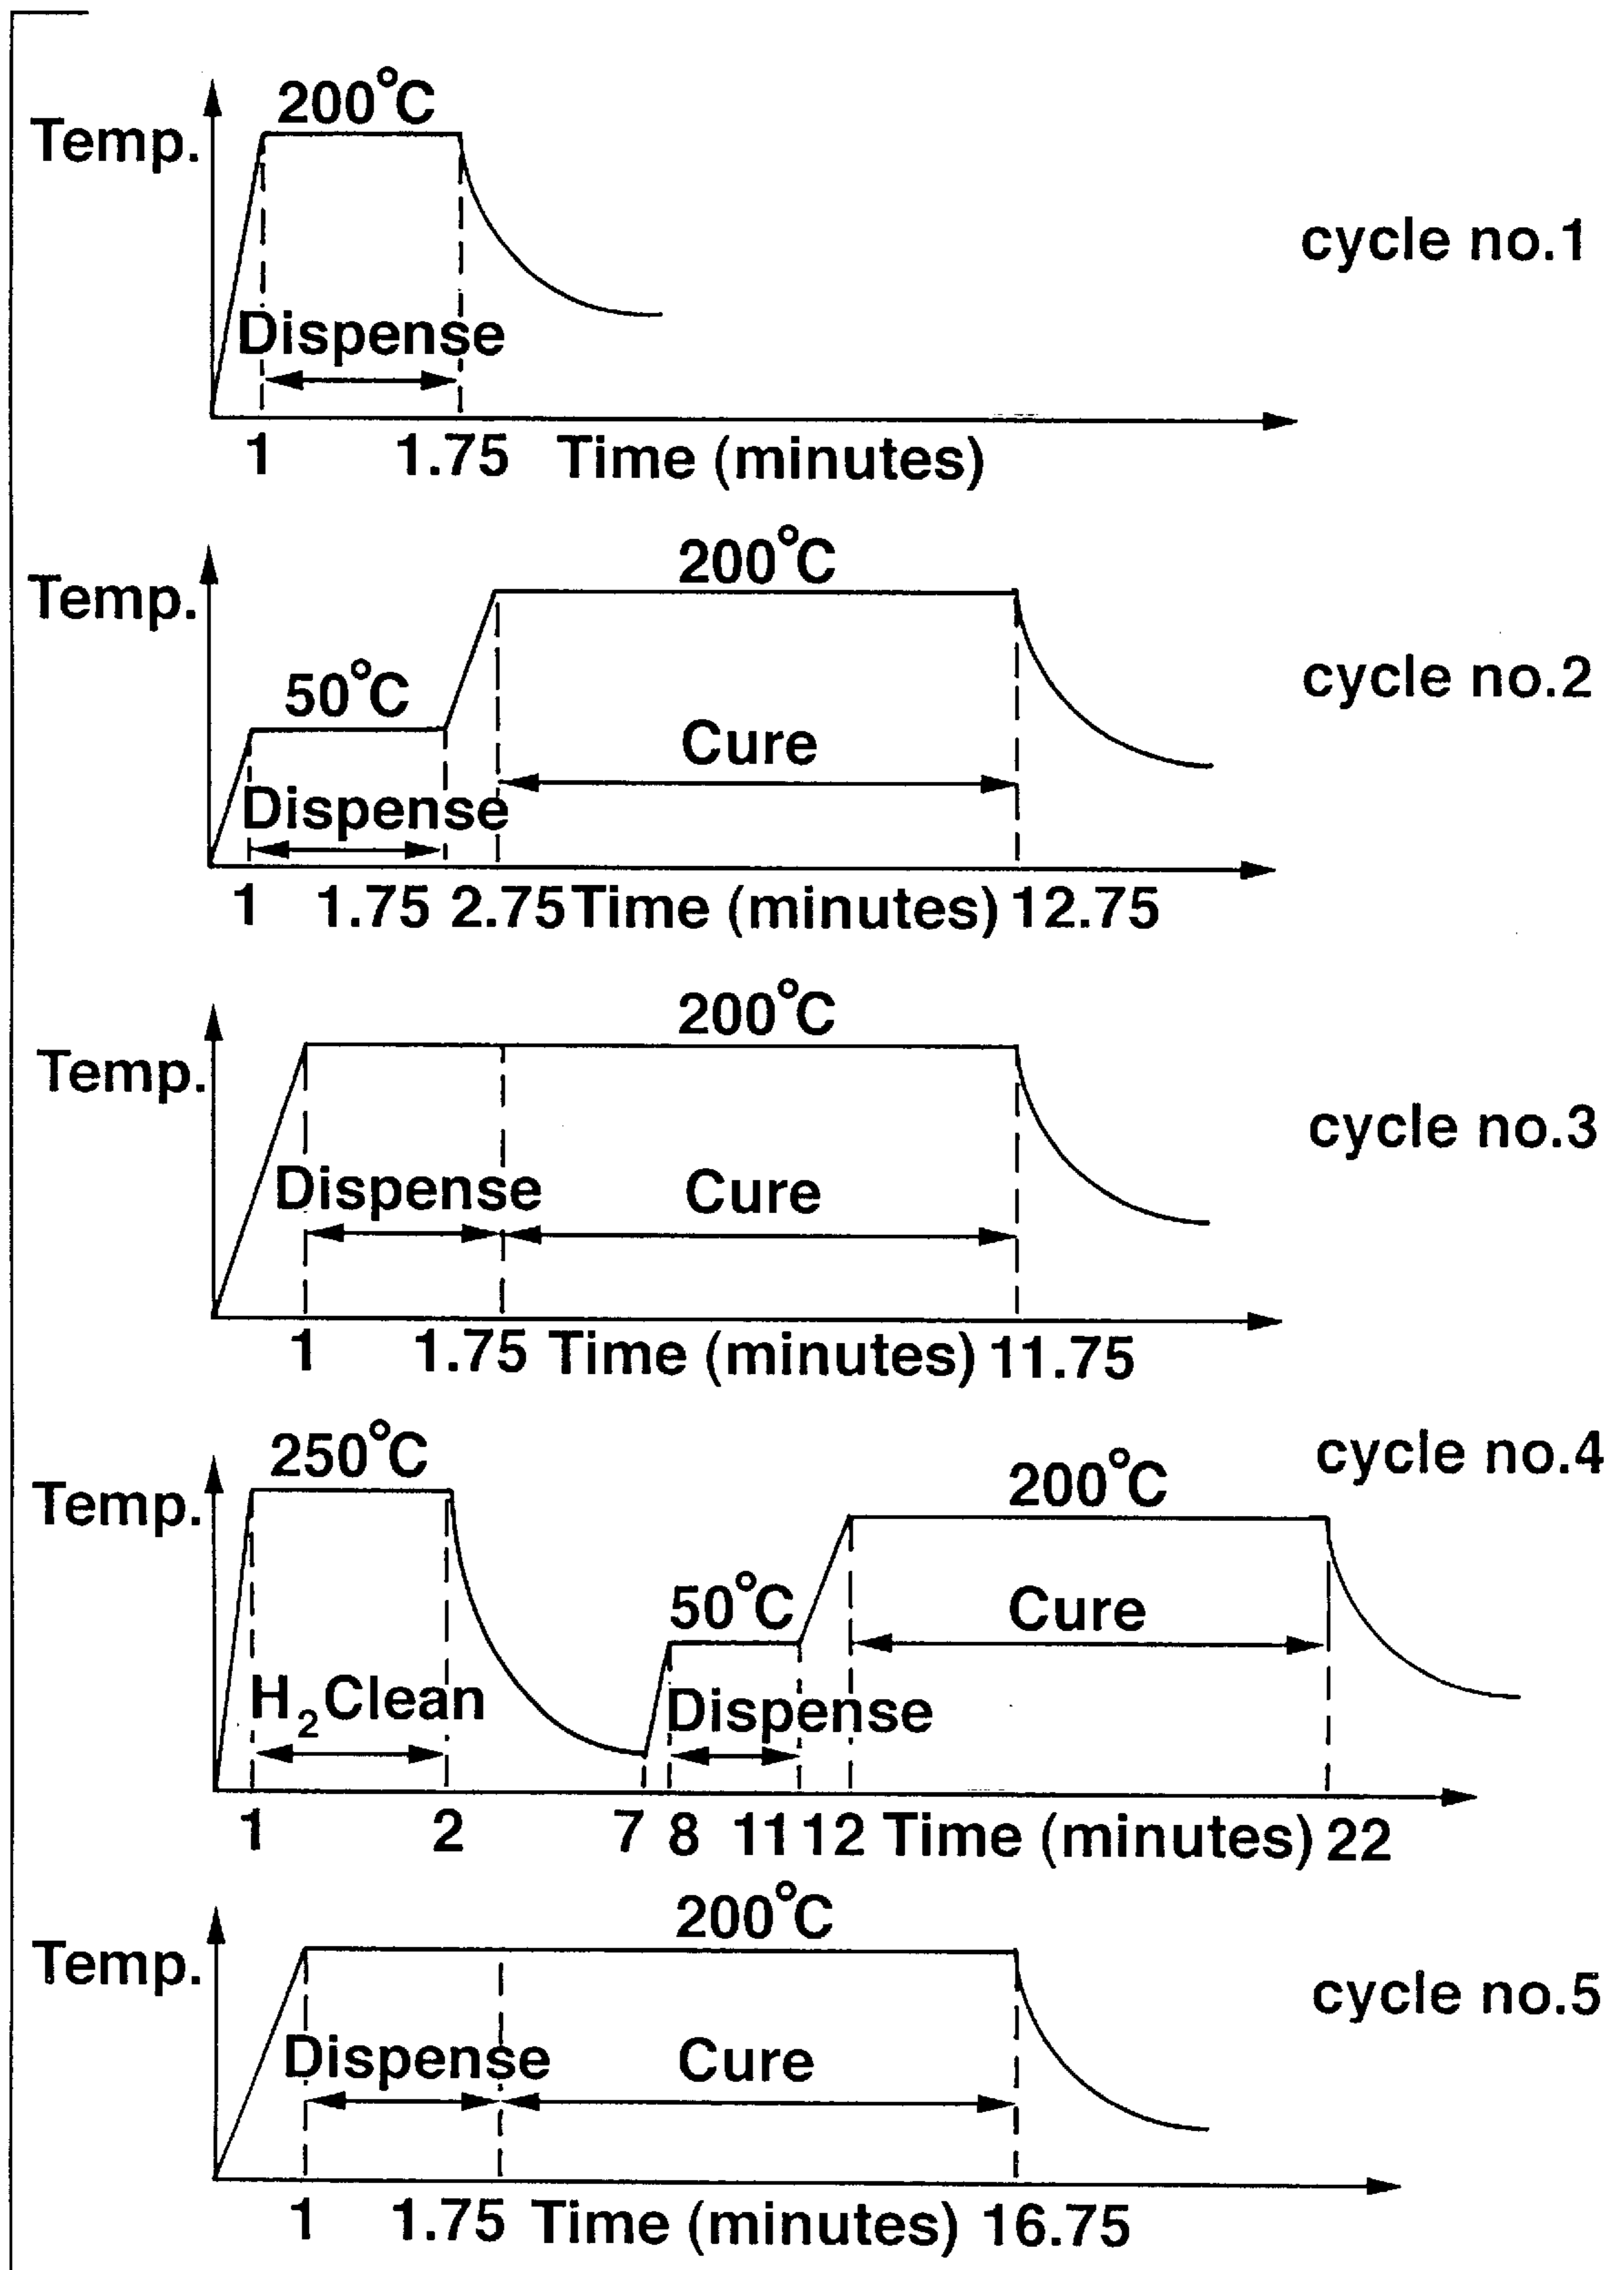 200°C
Temp.
cycle no.1
Dispense
1 1.75 Time (minutes)
200°C
Temp.
50°C
cycle no.2
Cure
Dispense
1 1.75 2.75 Time (minutes) 12.75
200°C
Temp.
cycle no.3
Dispense Cure
1 1.75 Time (minutes) 11.75
cycle no.4
250°C
200°C
Temp.
50°C
Cure
H₂Clean
Dispense
1 2 7 8 11 12 Time (minutes) 22
200°C
Temp.
cycle no.5
Dispense Cure
1 1.75 Time (minutes) 16.75